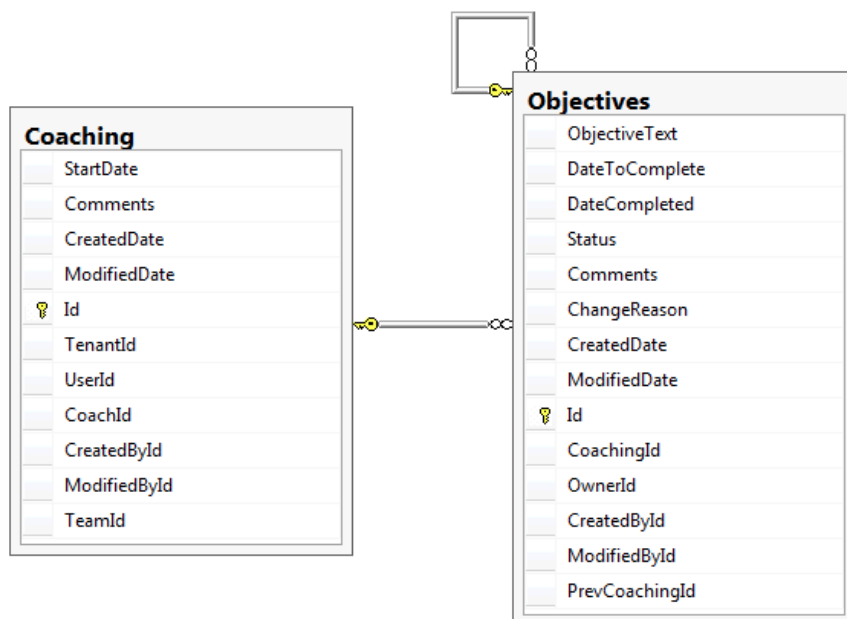 Coaching
StartDate
Comments
CreatedDate
ModifiedDate
Id
TenantId
UserId
CoachId
CreatedById
ModifiedById
TeamId
Objectives
ObjectiveText
DateToComplete
DateCompleted
Status
Comments
ChangeReason
CreatedDate
ModifiedDate
Id
CoachingId
OwnerId
CreatedById
ModifiedById
PrevCoachingId